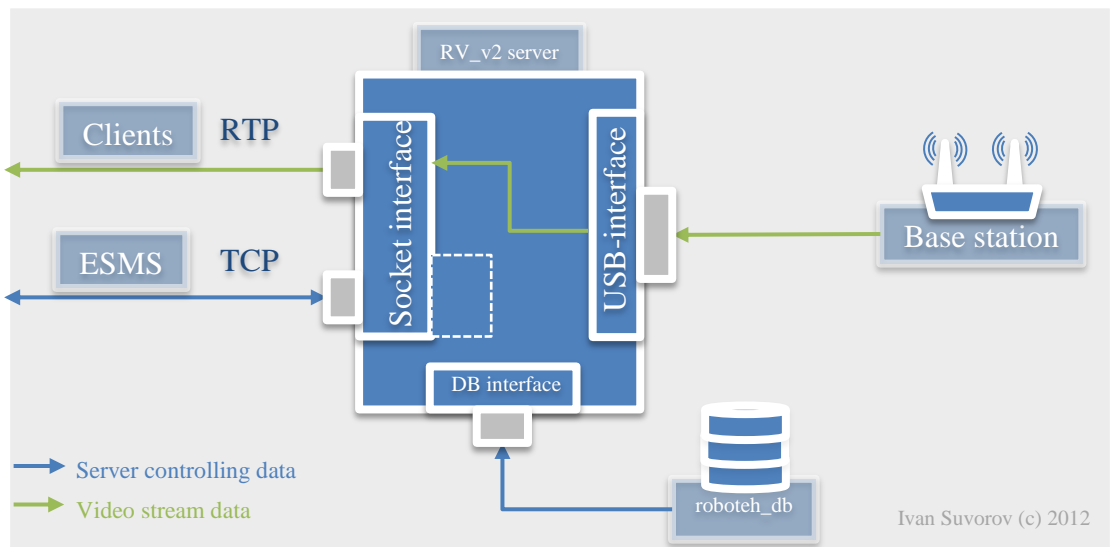 RV_v2 server
Clients
RTP
ESMS
TCP
Socket interface
USB-interface
Base station
DB interface
roboteh_db
Server controlling data
Video stream data
Ivan Suvorov (c) 2012